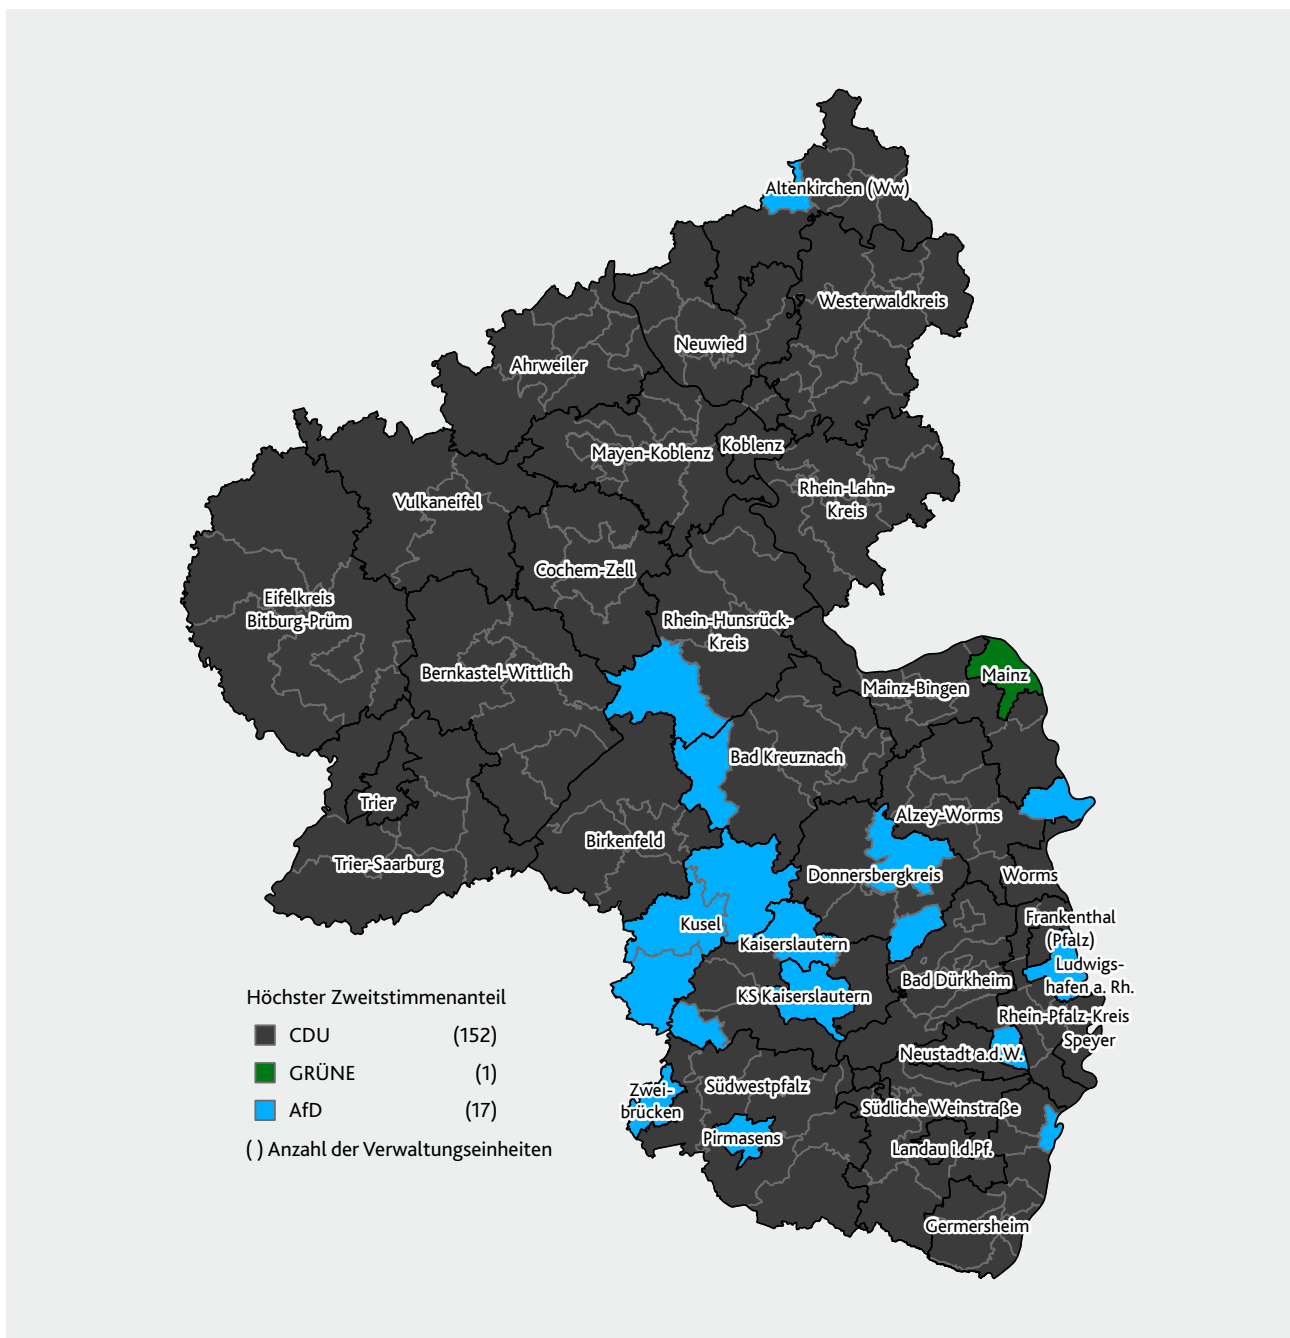 Altenkirchen (Ww)
Westerwaldkreis
Neuwied
Ahrweiler
Koblenz
Mayen-Koblenz
Rhein-Lahn-
Kreis
Vulkaneifel
Cochem-Zell
Eifelkreis
Bitburg-Prüm
Rhein-Hunsrück-
Kreis
Bernkastel-Wittlich
Mainz
Mainz-Bingen
Bad Kreuznach
Trier
Alzey-Worms
Birkenfeld
Trier-Saarburg
Donnersbergkreis
Worms
Frankenthal
(Pfalz)
Kusel
Kaiserslautern
Ludwigs-
hafen a. Rh.
Bad Dürkheim
KS Kaiserslautern
Rhein-Pfalz-Kreis
Speyer
Neustadt a.d.W.
Südwestpfalz
Zwei-
brücken
Südliche Weinstraße
Pirmasens
Landau i.d.Pf.
Germersheim
Höchster Zweitstimmenanteil
CDU (152)
GRÜNE (1)
AfD (17)
( ) Anzahl der Verwaltungseinheiten